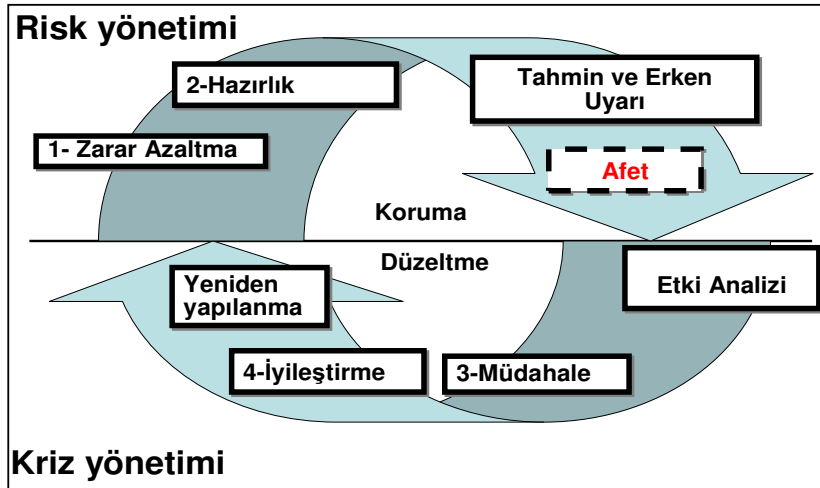 Risk yönetimi
2-Hazırlık
Tahmin ve Erken
Uyarı
1- Zarar Azaltma
Afet
Koruma
Düzeltme
Yeniden
yapılanma
Etki Analizi
4-İyileştirme
3-Müdahale
Kriz yönetimi